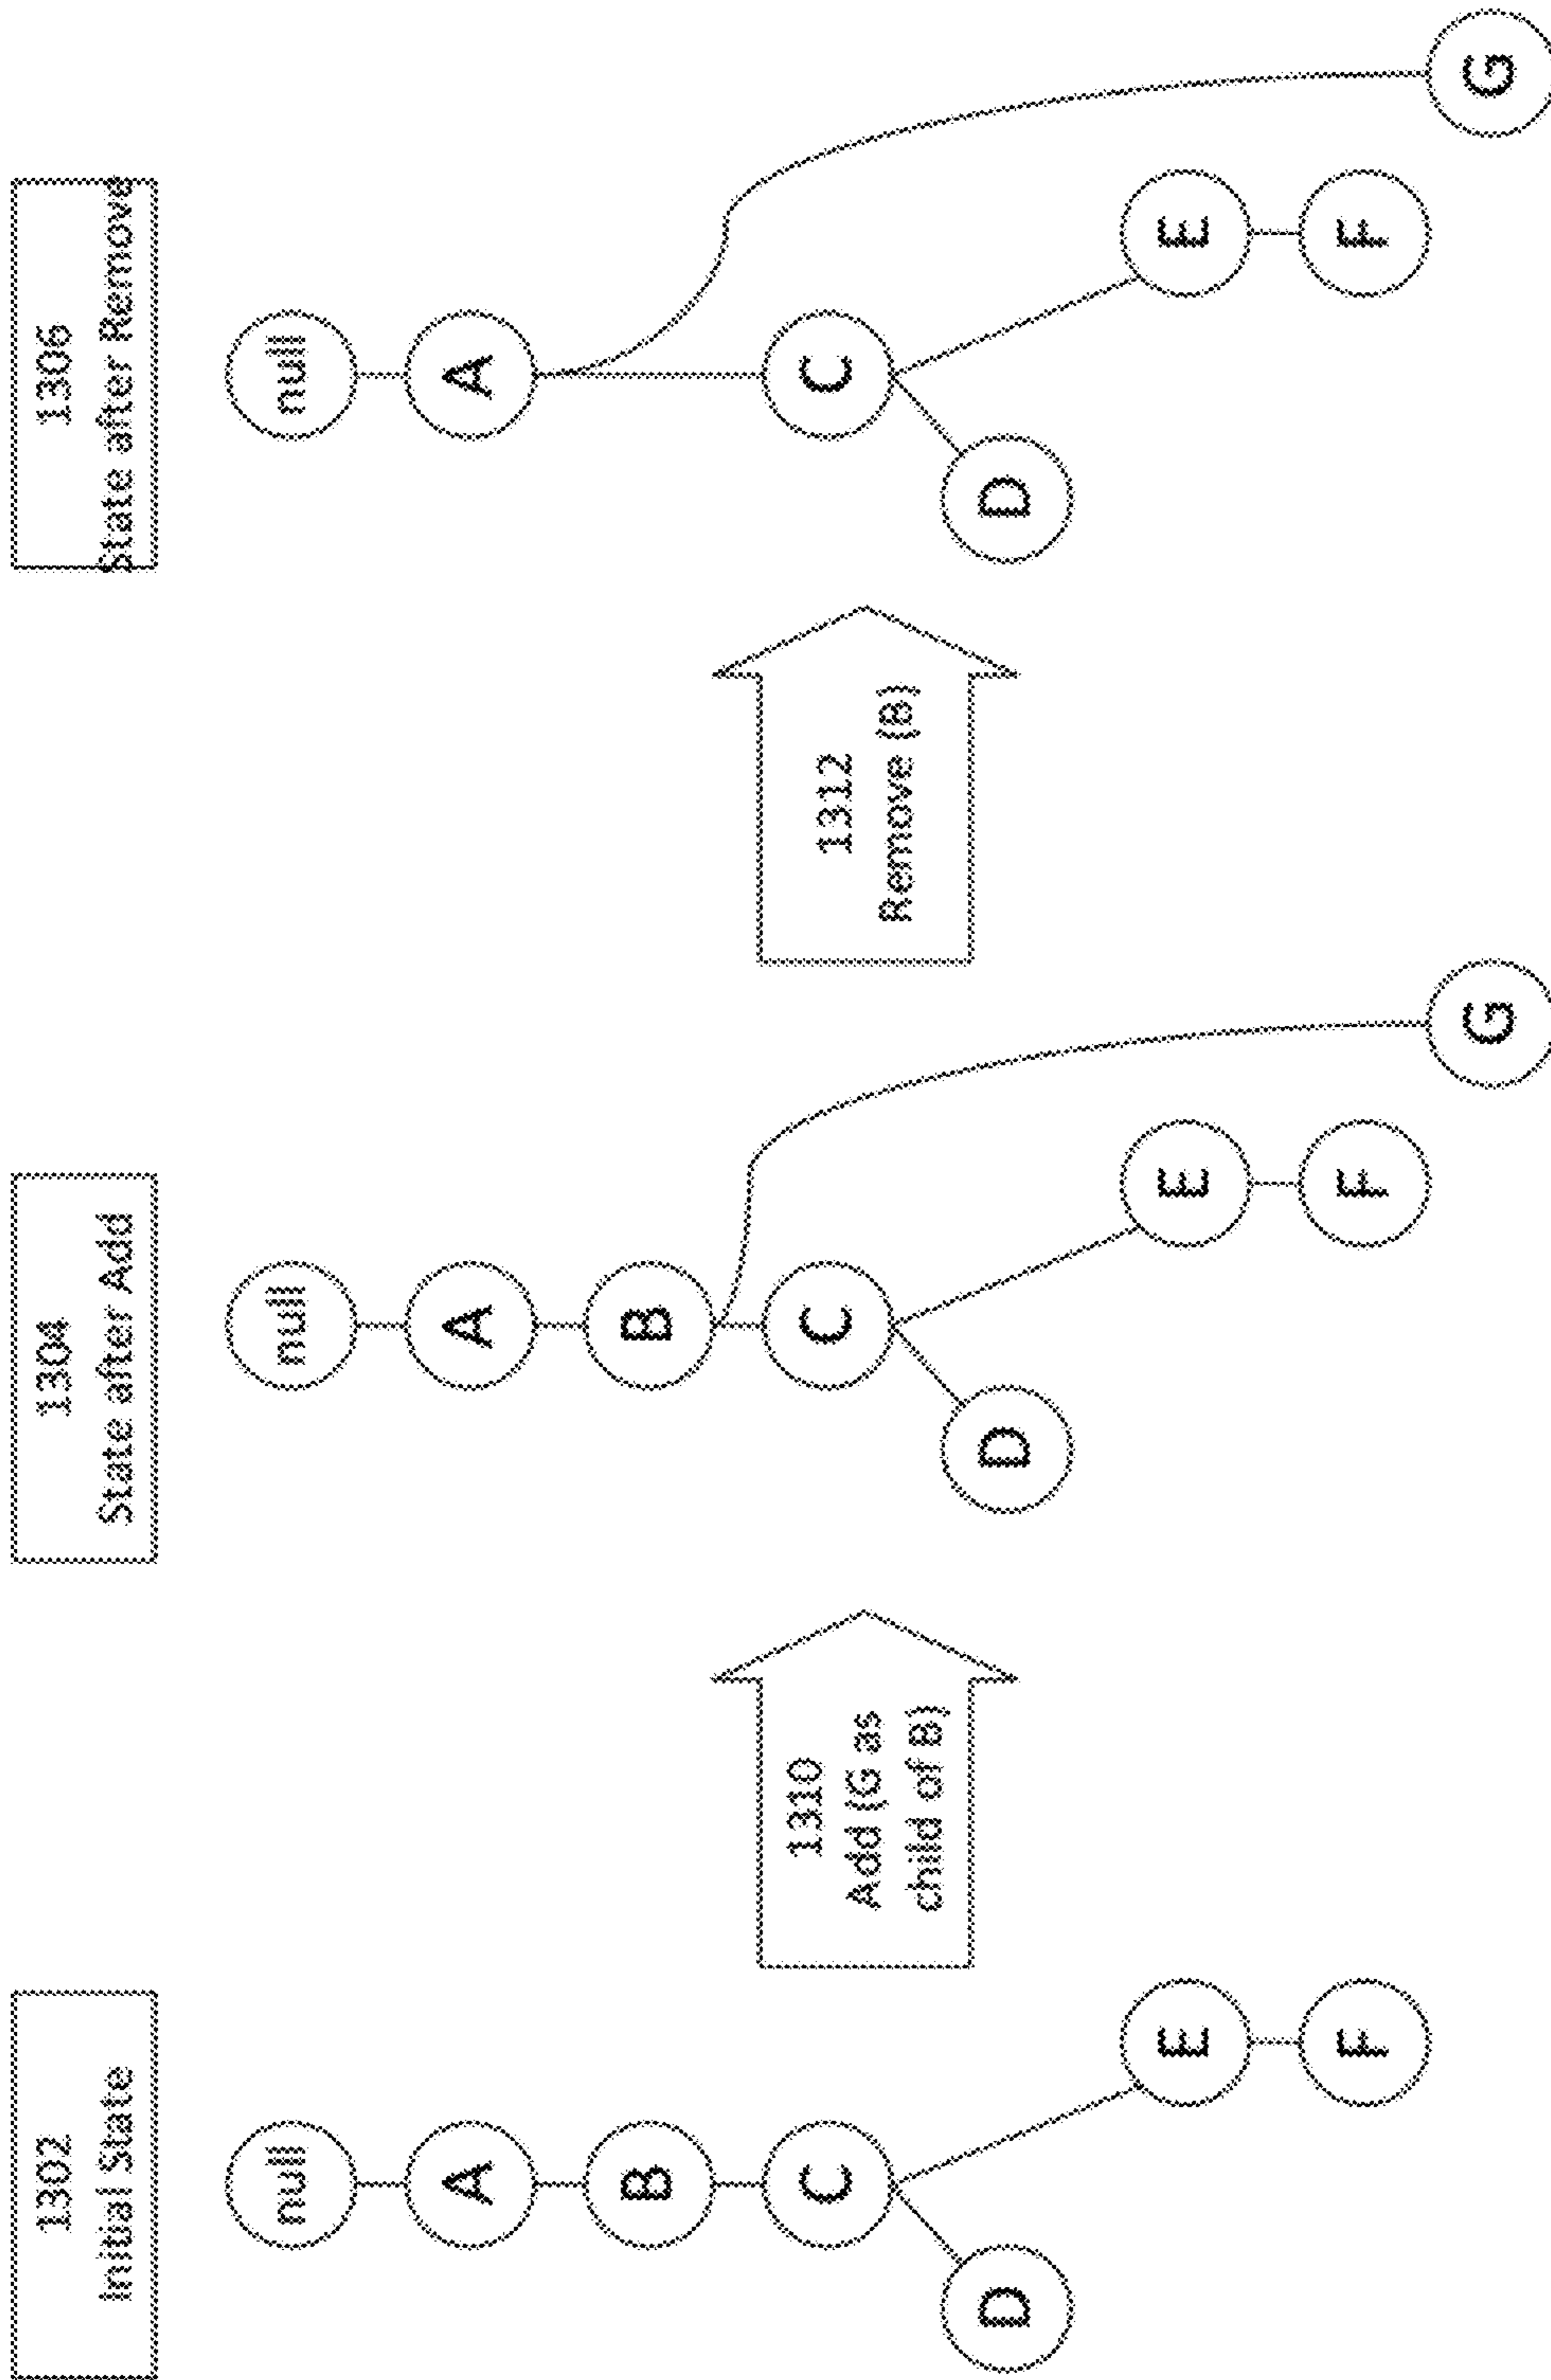 1302
Initial State
null
A
B
C
D
E
F
1310
Add (G as
child of B)
1304
State after Add
null
A
B
C
D
E
F
G
1312
Remove (B)
1306
State after Remove
null
A
C
D
E
F
G